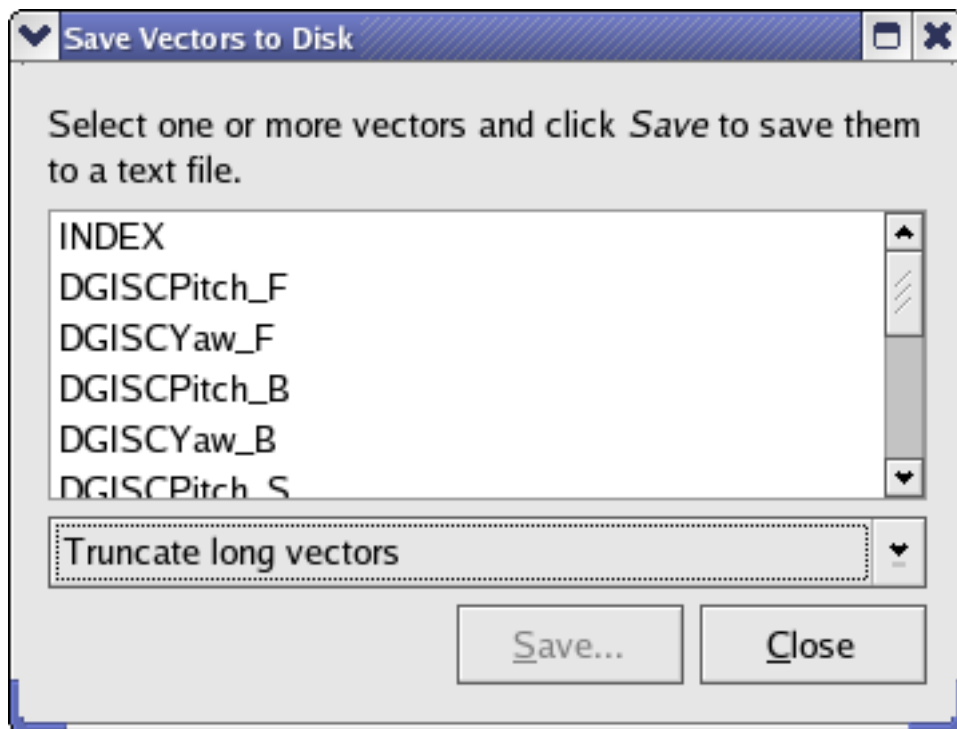 Save Vectors to Disk
Select one or more vectors and click Save to save them
to a text file.
INDEX
DGISCPitch_F
DGISCYaw_F
DGISCPitch_B
DGISCYaw_B
DGISCPitch_S
Truncate long vectors
Save...
Close